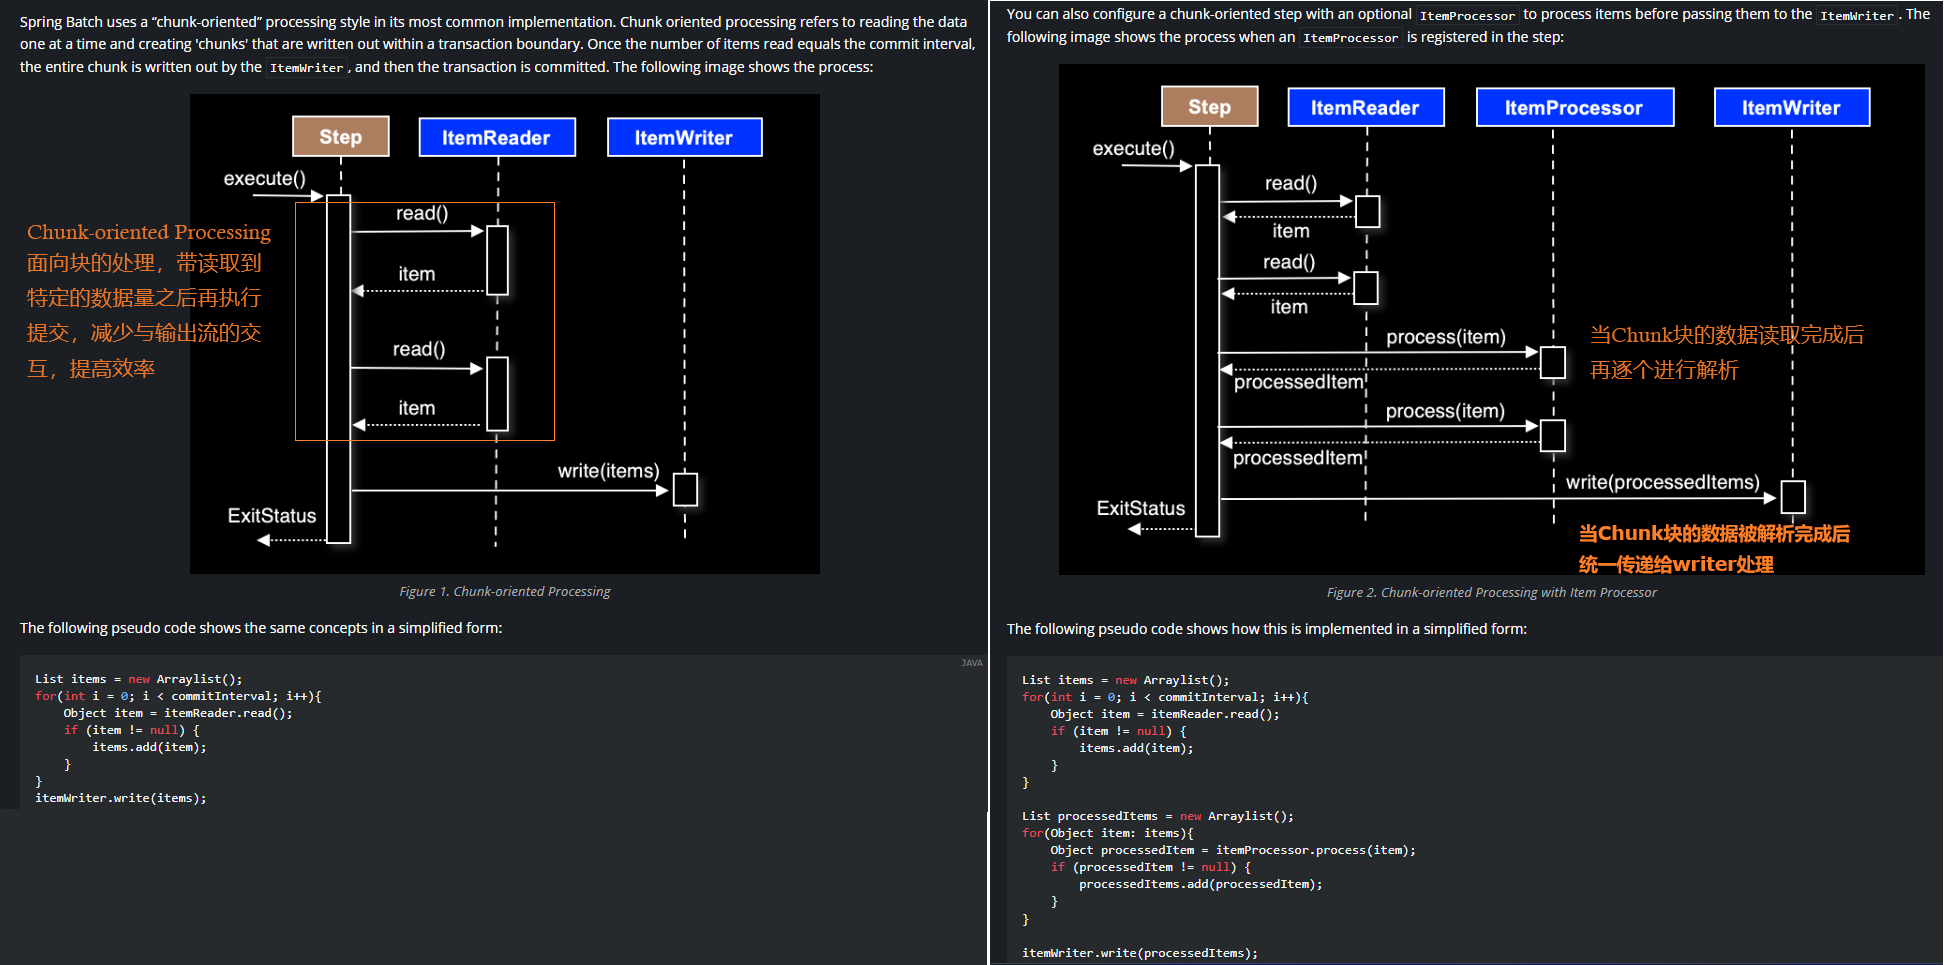 Spring Batch uses a “chunk-oriented” processing style in its most common implementation. Chunk oriented processing refers to reading the data
one at a time and creating 'chunks' that are written out within a transaction boundary. Once the number of items read equals the commit interval,
the entire chunk is written out by the ItemWriter, and then the transaction is committed. The following image shows the process:
Step
ItemReader
ItemWriter
execute()
read()
item
read()
item
write(items)
ExitStatus
Chunk-oriented Processing
面向块的处理，带读取到
特定的数据量之后再执行
提交，减少与输出流的交
互，提高效率
Figure 1. Chunk-oriented Processing
The following pseudo code shows the same concepts in a simplified form:
JAVA
List items = new Arraylist();
for(int i = 0; i < commitInterval; i++){
    Object item = itemReader.read();
    if (item != null) {
        items.add(item);
    }
}
itemWriter.write(items);
You can also configure a chunk-oriented step with an optional ItemProcessor to process items before passing them to the ItemWriter. The
following image shows the process when an ItemProcessor is registered in the step:
Step
ItemReader
ItemProcessor
ItemWriter
execute()
read()
item
read()
item
process(item)
processedItem
process(item)
processedItem
write(processedItems)
ExitStatus
当Chunk块的数据读取完成后
再逐个进行解析
当Chunk块的数据被解析完成后
统一传递给writer处理
Figure 2. Chunk-oriented Processing with Item Processor
The following pseudo code shows how this is implemented in a simplified form:
List items = new Arraylist();
for(int i = 0; i < commitInterval; i++){
    Object item = itemReader.read();
    if (item != null) {
        items.add(item);
    }
}
List processedItems = new Arraylist();
for(Object item: items){
    Object processedItem = itemProcessor.process(item);
    if (processedItem != null) {
        processedItems.add(processedItem);
    }
}
itemWriter.write(processedItems);